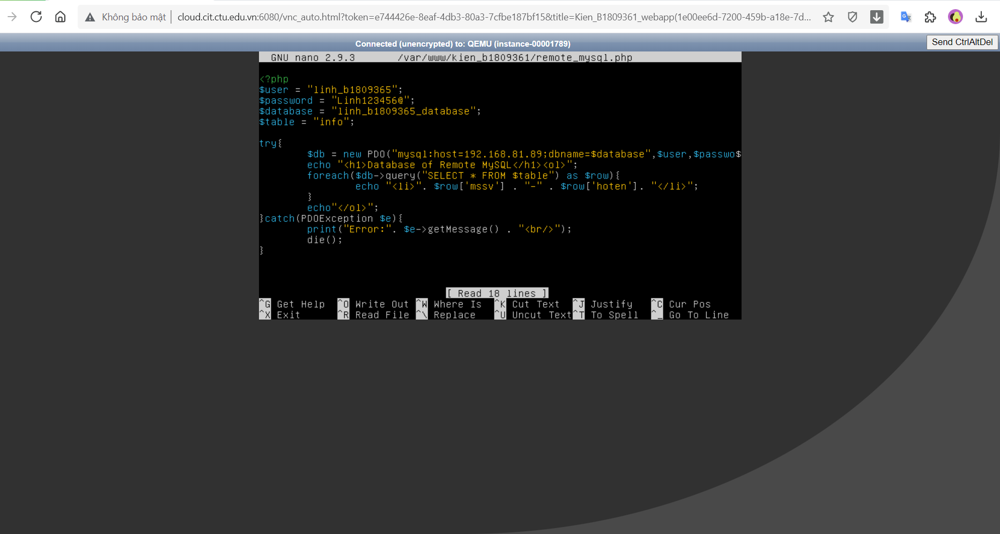 Không bảo mật cloud.cit.ctu.edu.vn:6080/vnc_auto.html?token=e744426e-8eaf-4db3-80a3-7cfbe187bf15&title=Kien_B1809361_webapp(1e00ee6d-7200-459b-a18e-7d...
Connected (unencrypted) to: QEMU (instance-00001789)
Send CtrlAltDel
GNU nano 2.9.3 /var/www/kien_b1809361/remote_mysql.php
<?php
$user = "linh_b1809365";
$password = "Linh123456@";
$database = "linh_b1809365_database";
$table = "info";
try{
$db = new PDO("mysql:host=192.168.81.89;dbname=$database",$user,$passwo$
echo "<h1>Database of Remote MySQL</h1><ol>";
foreach($db->query("SELECT * FROM $table") as $row){
echo "<li>". $row['mssv'] . "-" . $row['hoten']. "</li>";
}
echo"</ol>";
}catch(PDOException $e){
print("Error:". $e->getMessage() . "<br/>");
die();
}
[ Read 18 lines ]
^G Get Help ^O Write Out ^W Where Is ^K Cut Text ^J Justify ^C Cur Pos
^X Exit ^R Read File ^\ Replace ^U Uncut Text ^T To Spell ^_ Go To Line